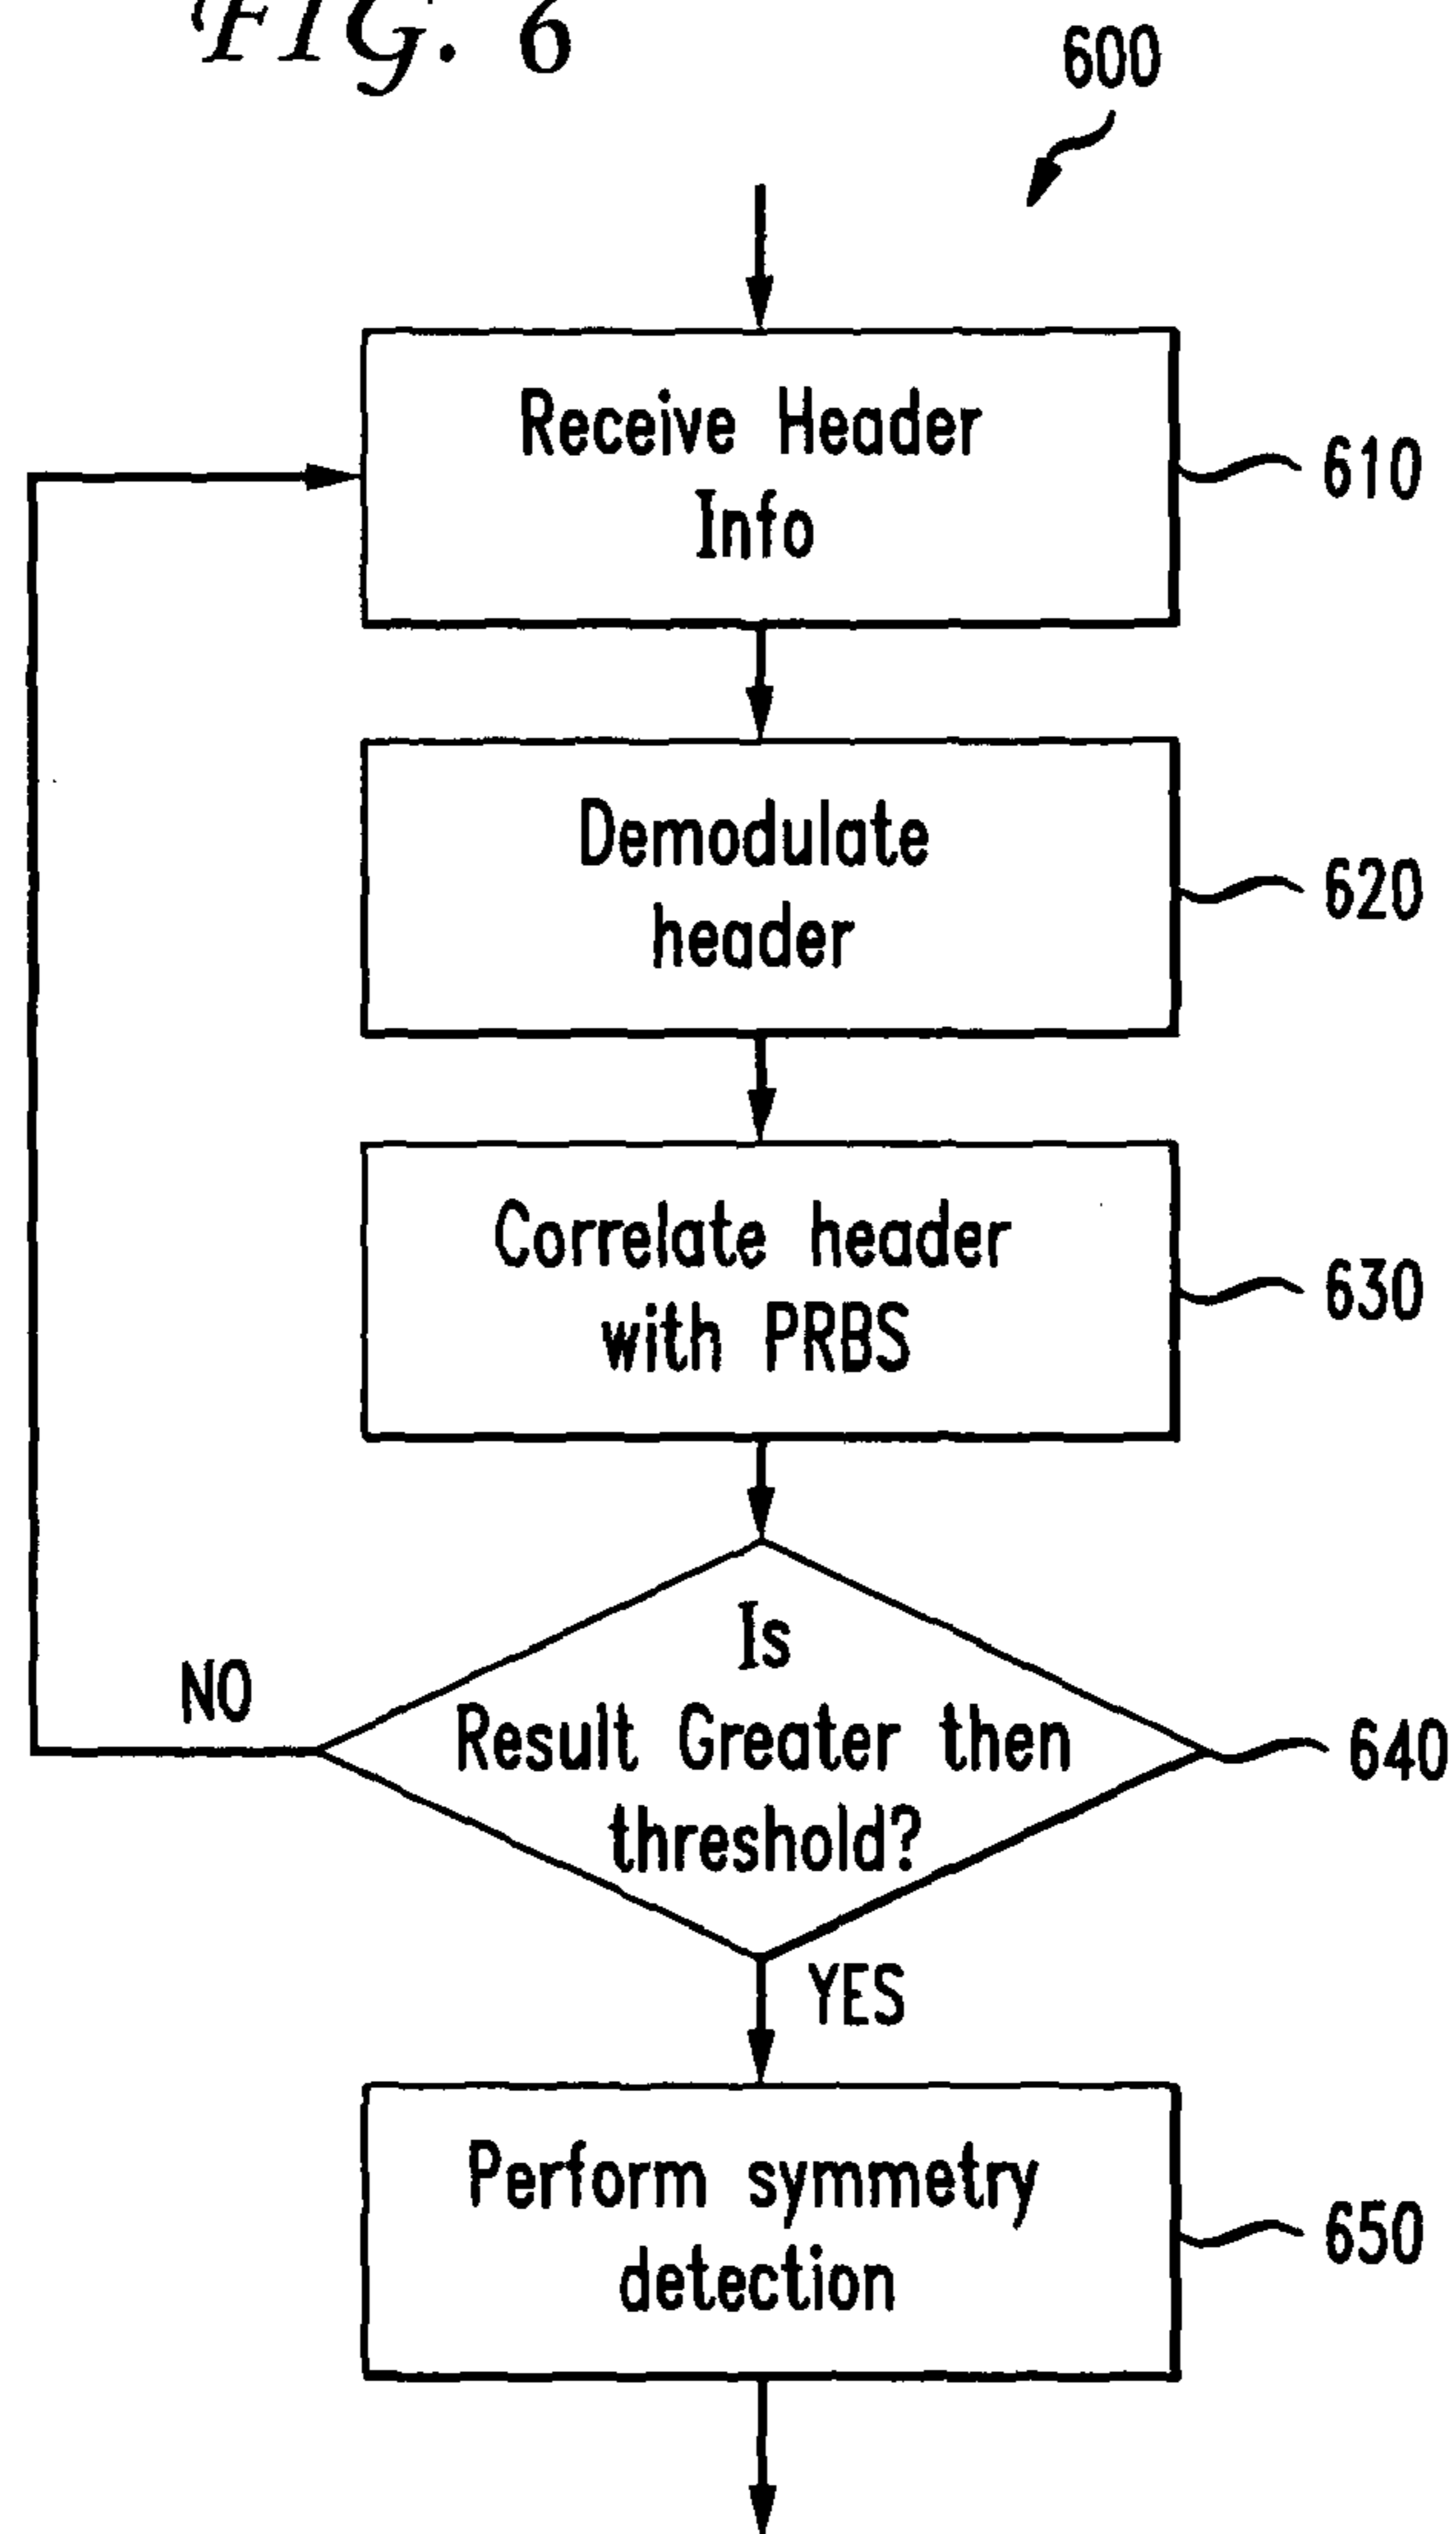 FIG. 6
600
Receive Header
Info
610
Demodulate
header
620
Correlate header
with PRBS
630
Is
Result Greater then
threshold?
NO
640
YES
Perform symmetry
detection
650